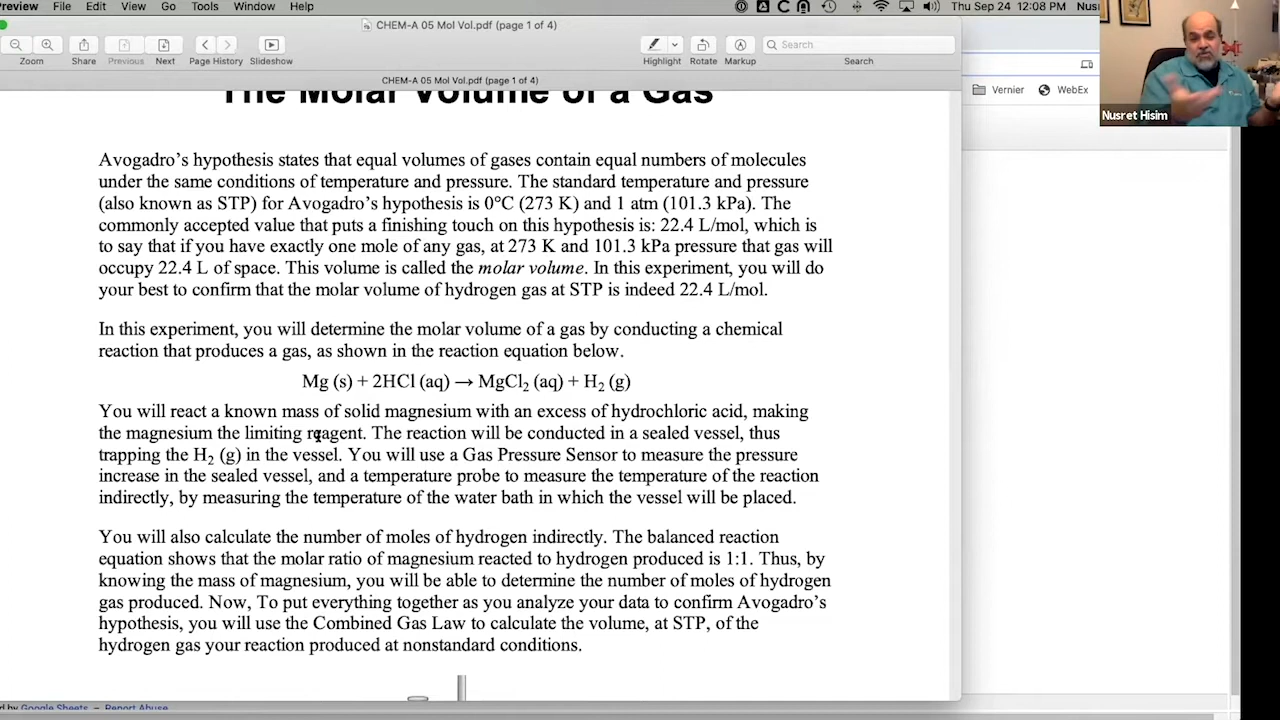 Preview File Edit View Go Tools Window Help Thu Sep 24 12:08 PM Nus
CHEM-A 05 Mol Vol.pdf (page 1 of 4)
Search
Zoom Share Previous Next Page History Slideshow Highlight Rotate Markup Search
CHEM-A 05 Mol Vol.pdf (page 1 of 4)
Vernier WebEx
Nusret Hisim
The Molar Volume of a Gas
Avogadro's hypothesis states that equal volumes of gases contain equal numbers of molecules
under the same conditions of temperature and pressure. The standard temperature and pressure
(also known as STP) for Avogadro's hypothesis is 0°C (273 K) and 1 atm (101.3 kPa). The
commonly accepted value that puts a finishing touch on this hypothesis is: 22.4 L/mol, which is
to say that if you have exactly one mole of any gas, at 273 K and 101.3 kPa pressure that gas will
occupy 22.4 L of space. This volume is called the molar volume. In this experiment, you will do
your best to confirm that the molar volume of hydrogen gas at STP is indeed 22.4 L/mol.
In this experiment, you will determine the molar volume of a gas by conducting a chemical
reaction that produces a gas, as shown in the reaction equation below.
Mg (s) + 2HCl (aq) → MgCl₂ (aq) + H₂ (g)
You will react a known mass of solid magnesium with an excess of hydrochloric acid, making
the magnesium the limiting reagent. The reaction will be conducted in a sealed vessel, thus
trapping the H₂ (g) in the vessel. You will use a Gas Pressure Sensor to measure the pressure
increase in the sealed vessel, and a temperature probe to measure the temperature of the reaction
indirectly, by measuring the temperature of the water bath in which the vessel will be placed.
You will also calculate the number of moles of hydrogen indirectly. The balanced reaction
equation shows that the molar ratio of magnesium reacted to hydrogen produced is 1:1. Thus, by
knowing the mass of magnesium, you will be able to determine the number of moles of hydrogen
gas produced. Now, To put everything together as you analyze your data to confirm Avogadro's
hypothesis, you will use the Combined Gas Law to calculate the volume, at STP, of the
hydrogen gas your reaction produced at nonstandard conditions.
Google Sheets – Report Abuse